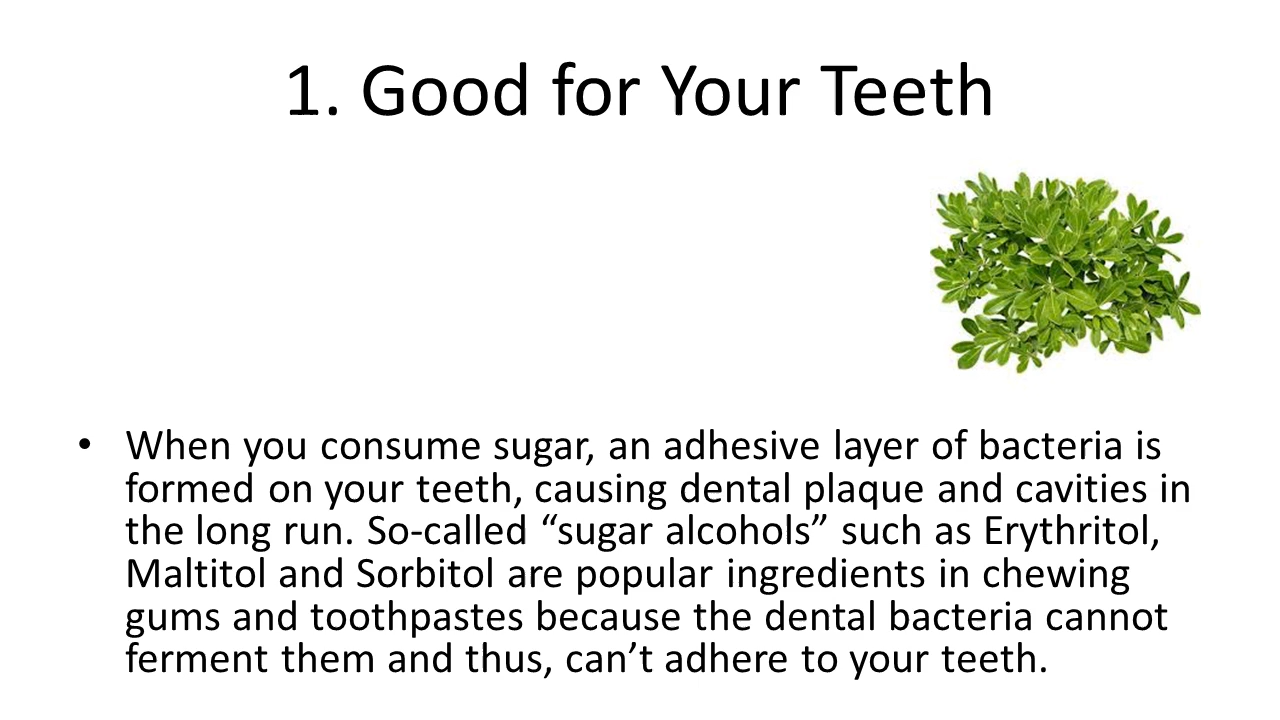 1. Good for Your Teeth
• When you consume sugar, an adhesive layer of bacteria is
formed on your teeth, causing dental plaque and cavities in
the long run. So-called “sugar alcohols” such as Erythritol,
Maltitol and Sorbitol are popular ingredients in chewing
gums and toothpastes because the dental bacteria cannot
ferment them and thus, can’t adhere to your teeth.